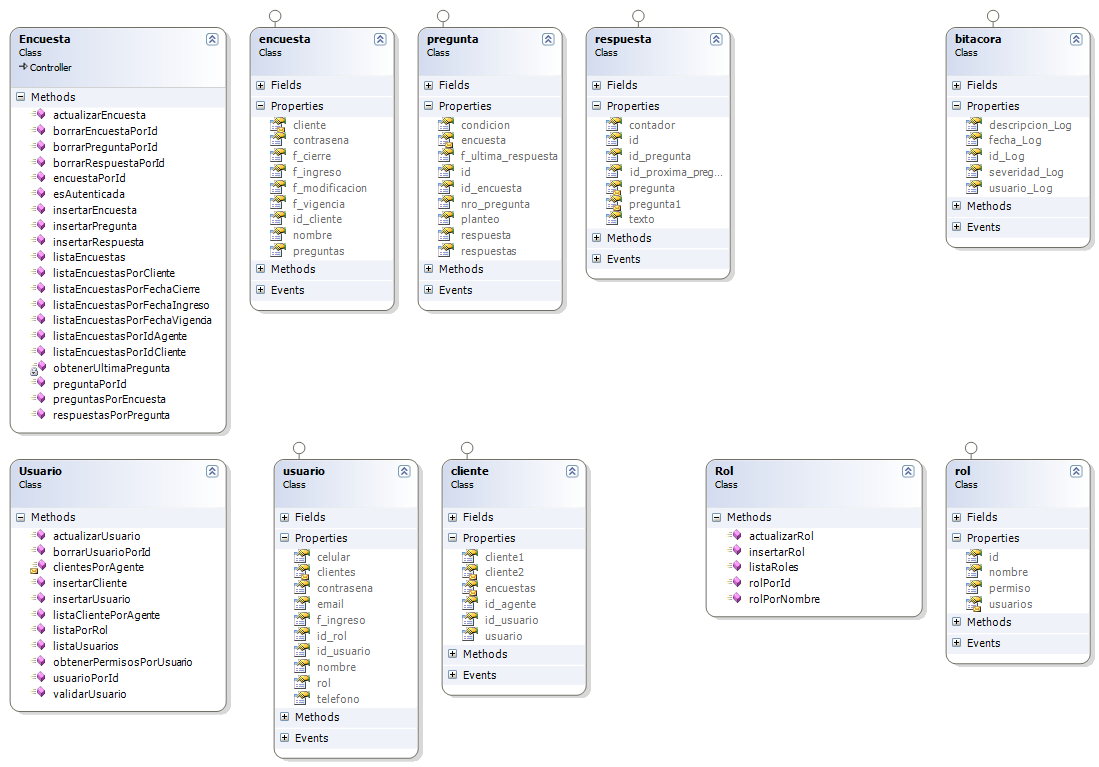 Encuesta
Class
Controller
Methods
actualizarEncuesta
borrarEncuestaPorId
borrarPreguntaPorId
borrarRespuestaPorId
encuestaPorId
esAutenticada
insertarEncuesta
insertarPregunta
insertarRespuesta
listaEncuestas
listaEncuestasPorCliente
listaEncuestasPorFechaCierre
listaEncuestasPorFechaIngreso
listaEncuestasPorFechaVigencia
listaEncuestasPorIdAgente
listaEncuestasPorIdCliente
obtenerUltimaPregunta
preguntaPorId
preguntasPorEncuesta
respuestasPorPregunta
encuesta
Class
Fields
Properties
cliente
contrasena
f_cierre
f_ingreso
f_modificacion
f_vigencia
id_cliente
nombre
preguntas
Methods
Events
pregunta
Class
Fields
Properties
condicion
encuesta
f_ultima_respuesta
id
id_encuesta
nro_pregunta
planteo
respuesta
respuestas
Methods
Events
respuesta
Class
Fields
Properties
contador
id
id_pregunta
id_proxima_preg...
pregunta
pregunta1
texto
Methods
Events
bitacora
Class
Fields
Properties
descripcion_Log
fecha_Log
id_Log
severidad_Log
usuario_Log
Methods
Events
Usuario
Class
Methods
actualizarUsuario
borrarUsuarioPorId
clientesPorAgente
insertarCliente
insertarUsuario
listaClientePorAgente
listaPorRol
listaUsuarios
obtenerPermisosPorUsuario
usuarioPorId
validarUsuario
usuario
Class
Fields
Properties
celular
clientes
contrasena
email
f_ingreso
id_rol
id_usuario
nombre
rol
telefono
Methods
Events
cliente
Class
Fields
Properties
cliente1
cliente2
encuestas
id_agente
id_usuario
usuario
Methods
Events
Rol
Class
Methods
actualizarRol
insertarRol
listaRoles
rolPorId
rolPorNombre
rol
Class
Fields
Properties
id
nombre
permiso
usuarios
Methods
Events